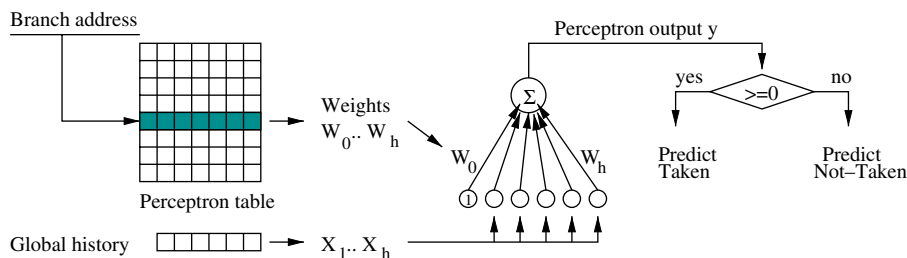 Branch address
Perceptron output y
yes
no
>=0
Σ
Weights
W0.. Wh
W0
Wh
Predict
Taken
Predict
Not–Taken
1
Perceptron table
Global history
X1.. Xh